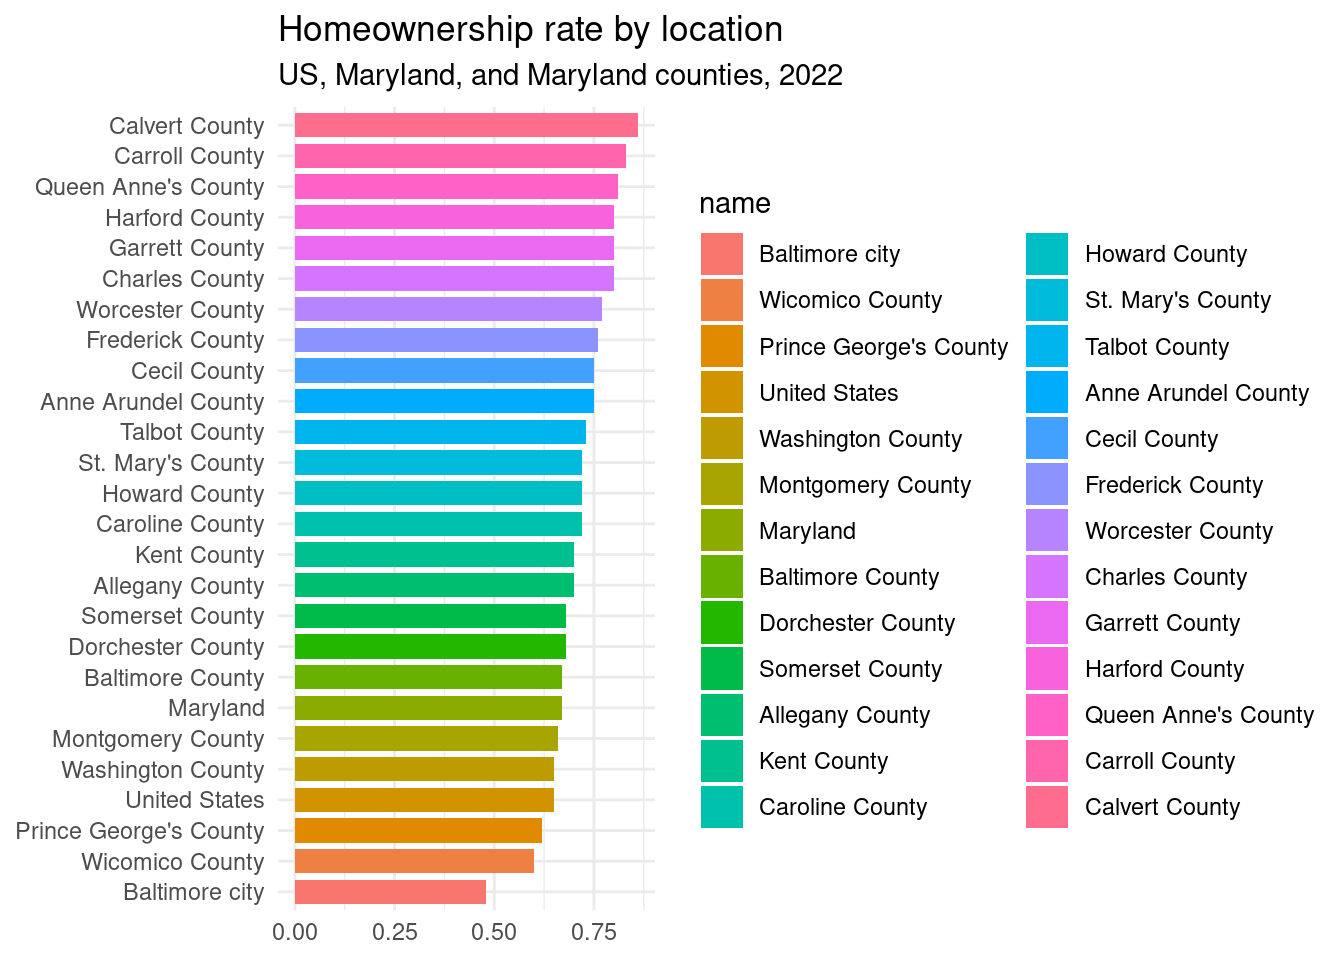 Homeownership rate by location
US, Maryland, and Maryland counties, 2022
Calvert County
Carroll County
Queen Anne's County
Harford County
Garrett County
Charles County
Worcester County
Frederick County
Cecil County
Anne Arundel County
Talbot County
St. Mary's County
Howard County
Caroline County
Kent County
Allegany County
Somerset County
Dorchester County
Baltimore County
Maryland
Montgomery County
Washington County
United States
Prince George's County
Wicomico County
Baltimore city
0.00 0.25 0.50 0.75
name
Baltimore city
Wicomico County
Prince George's County
United States
Washington County
Montgomery County
Maryland
Baltimore County
Dorchester County
Somerset County
Allegany County
Kent County
Caroline County
Howard County
St. Mary's County
Talbot County
Anne Arundel County
Cecil County
Frederick County
Worcester County
Charles County
Garrett County
Harford County
Queen Anne's County
Carroll County
Calvert County